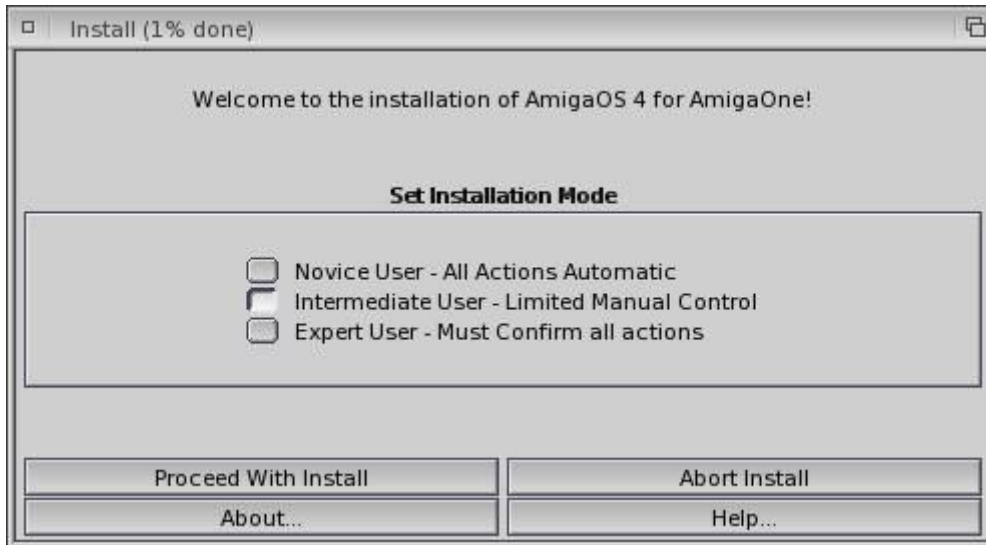 Install (1% done)
Welcome to the installation of AmigaOS 4 for AmigaOne!
Set Installation Mode
Novice User - All Actions Automatic
Intermediate User - Limited Manual Control
Expert User - Must Confirm all actions
Proceed With Install
Abort Install
About...
Help...